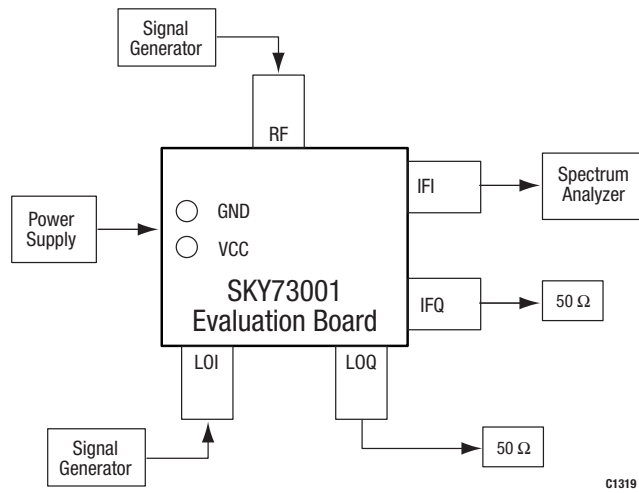 Signal
Generator
RF
IFI
Spectrum
Analyzer
Power
Supply
GND
VCC
SKY73001
Evaluation Board
IFQ
50 Ω
LOI
LOQ
Signal
Generator
50 Ω
C1319